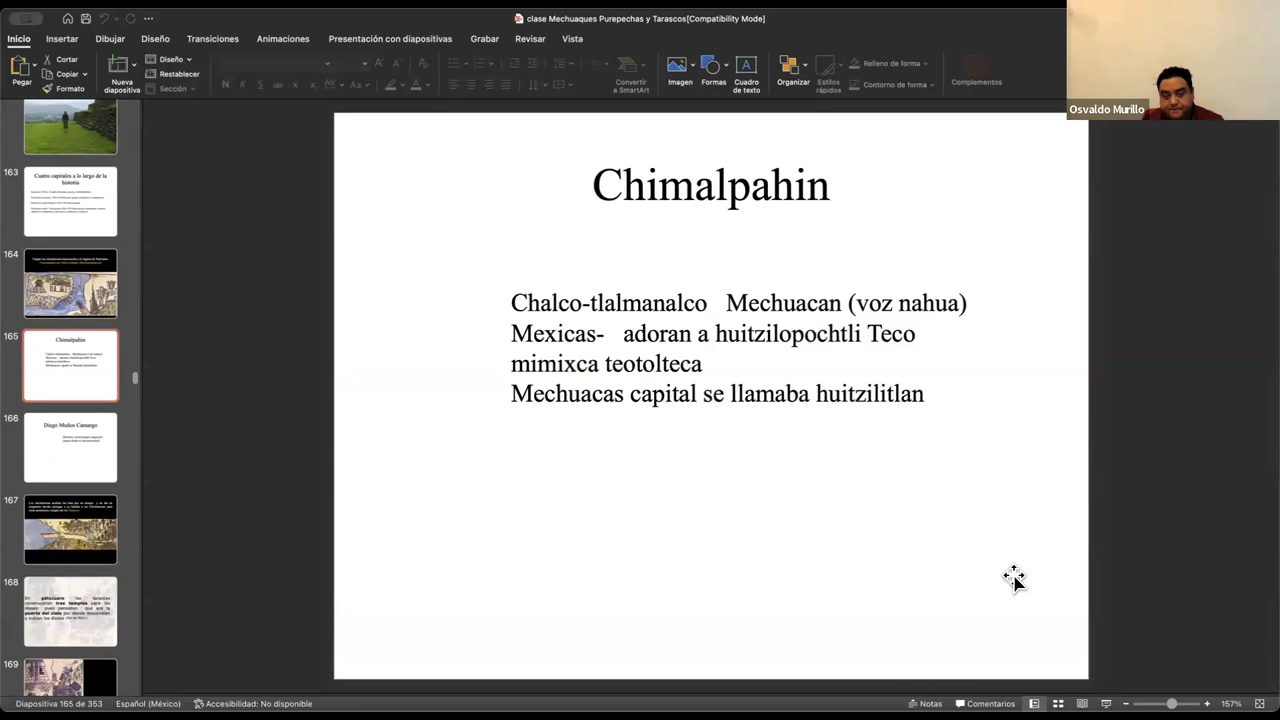 clase Mechuaques Purepechas y Tarascos[Compatibility Mode]
Inicio Insertar Dibujar Diseño Transiciones Animaciones Presentación con diapositivas Grabar Revisar Vista
Pegar
Cortar
Copiar
Formato
Nueva diapositiva
Diseño
Restablecer
Sección
Convertir a SmartArt
Imagen
Formas
Cuadro de texto
Organizar
Estilos rápidos
Relleno de forma
Contorno de forma
Complementos
Osvaldo Murillo
163
Cuatro capitales a lo largo de la historia
164
165
Chimalpahin
166
Diego Muños Camargo
167
168
169
Chimalpahin
Chalco-tlalmanalco Mechuacan (voz nahua)
Mexicas- adoran a huitzilopochtli Teco
mimixca teotolteca
Mechuacas capital se llamaba huitzilitlan
Diapositiva 165 de 353 Español (México) Accesibilidad: No disponible Notas Comentarios 157%